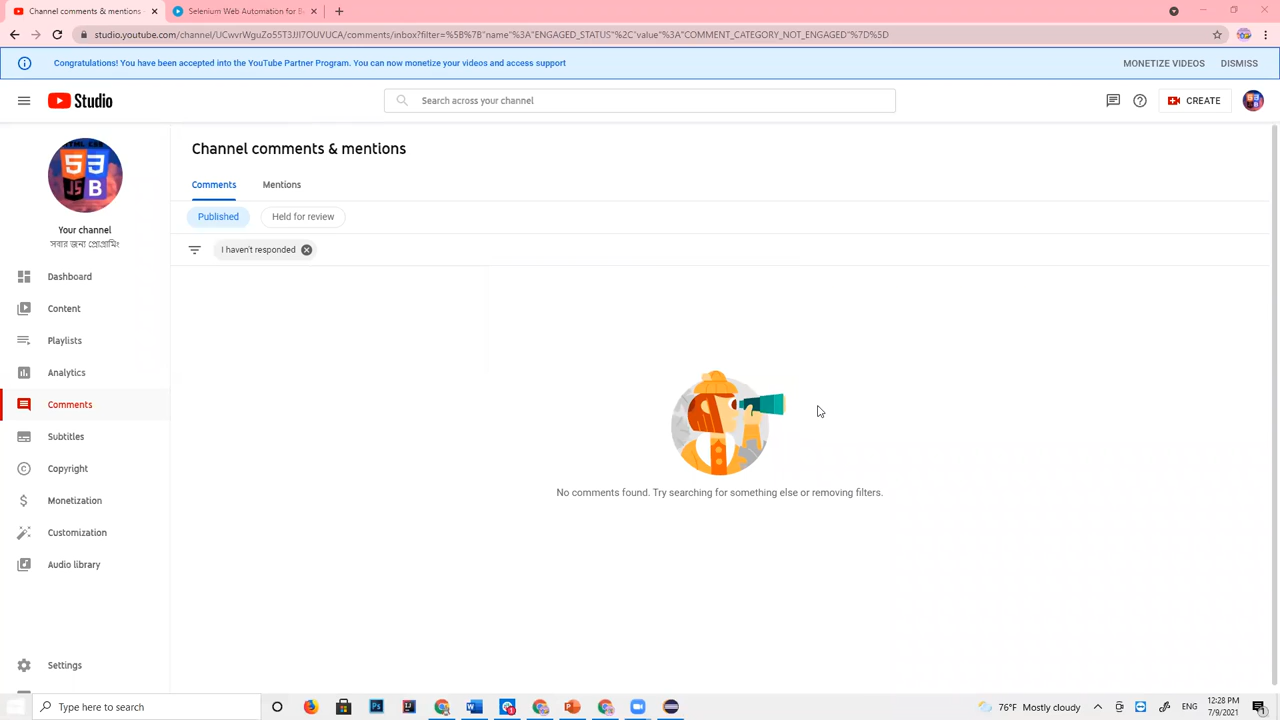 Channel comments & mentions
Selenium Web Automation for B
studio.youtube.com/channel/UCwvrWguZo5ST3JJI7OUVUCA/comments/inbox?filter=%5B%7B"name"%3A"ENGAGED_STATUS"%2C"value"%3A"COMMENT_CATEGORY_NOT_ENGAGED"%7D%5D
Congratulations! You have been accepted into the YouTube Partner Program. You can now monetize your videos and access support
MONETIZE VIDEOS
DISMISS
Studio
Search across your channel
CREATE
HTML
5 3
JS B
Your channel
সবার জন্য প্রোগ্রামিং
Dashboard
Content
Playlists
Analytics
Comments
Subtitles
Copyright
Monetization
Customization
Audio library
Settings
Channel comments & mentions
Comments
Mentions
Published
Held for review
I haven't responded
No comments found. Try searching for something else or removing filters.
Type here to search
76°F Mostly cloudy
ENG
12:28 PM
7/9/2021